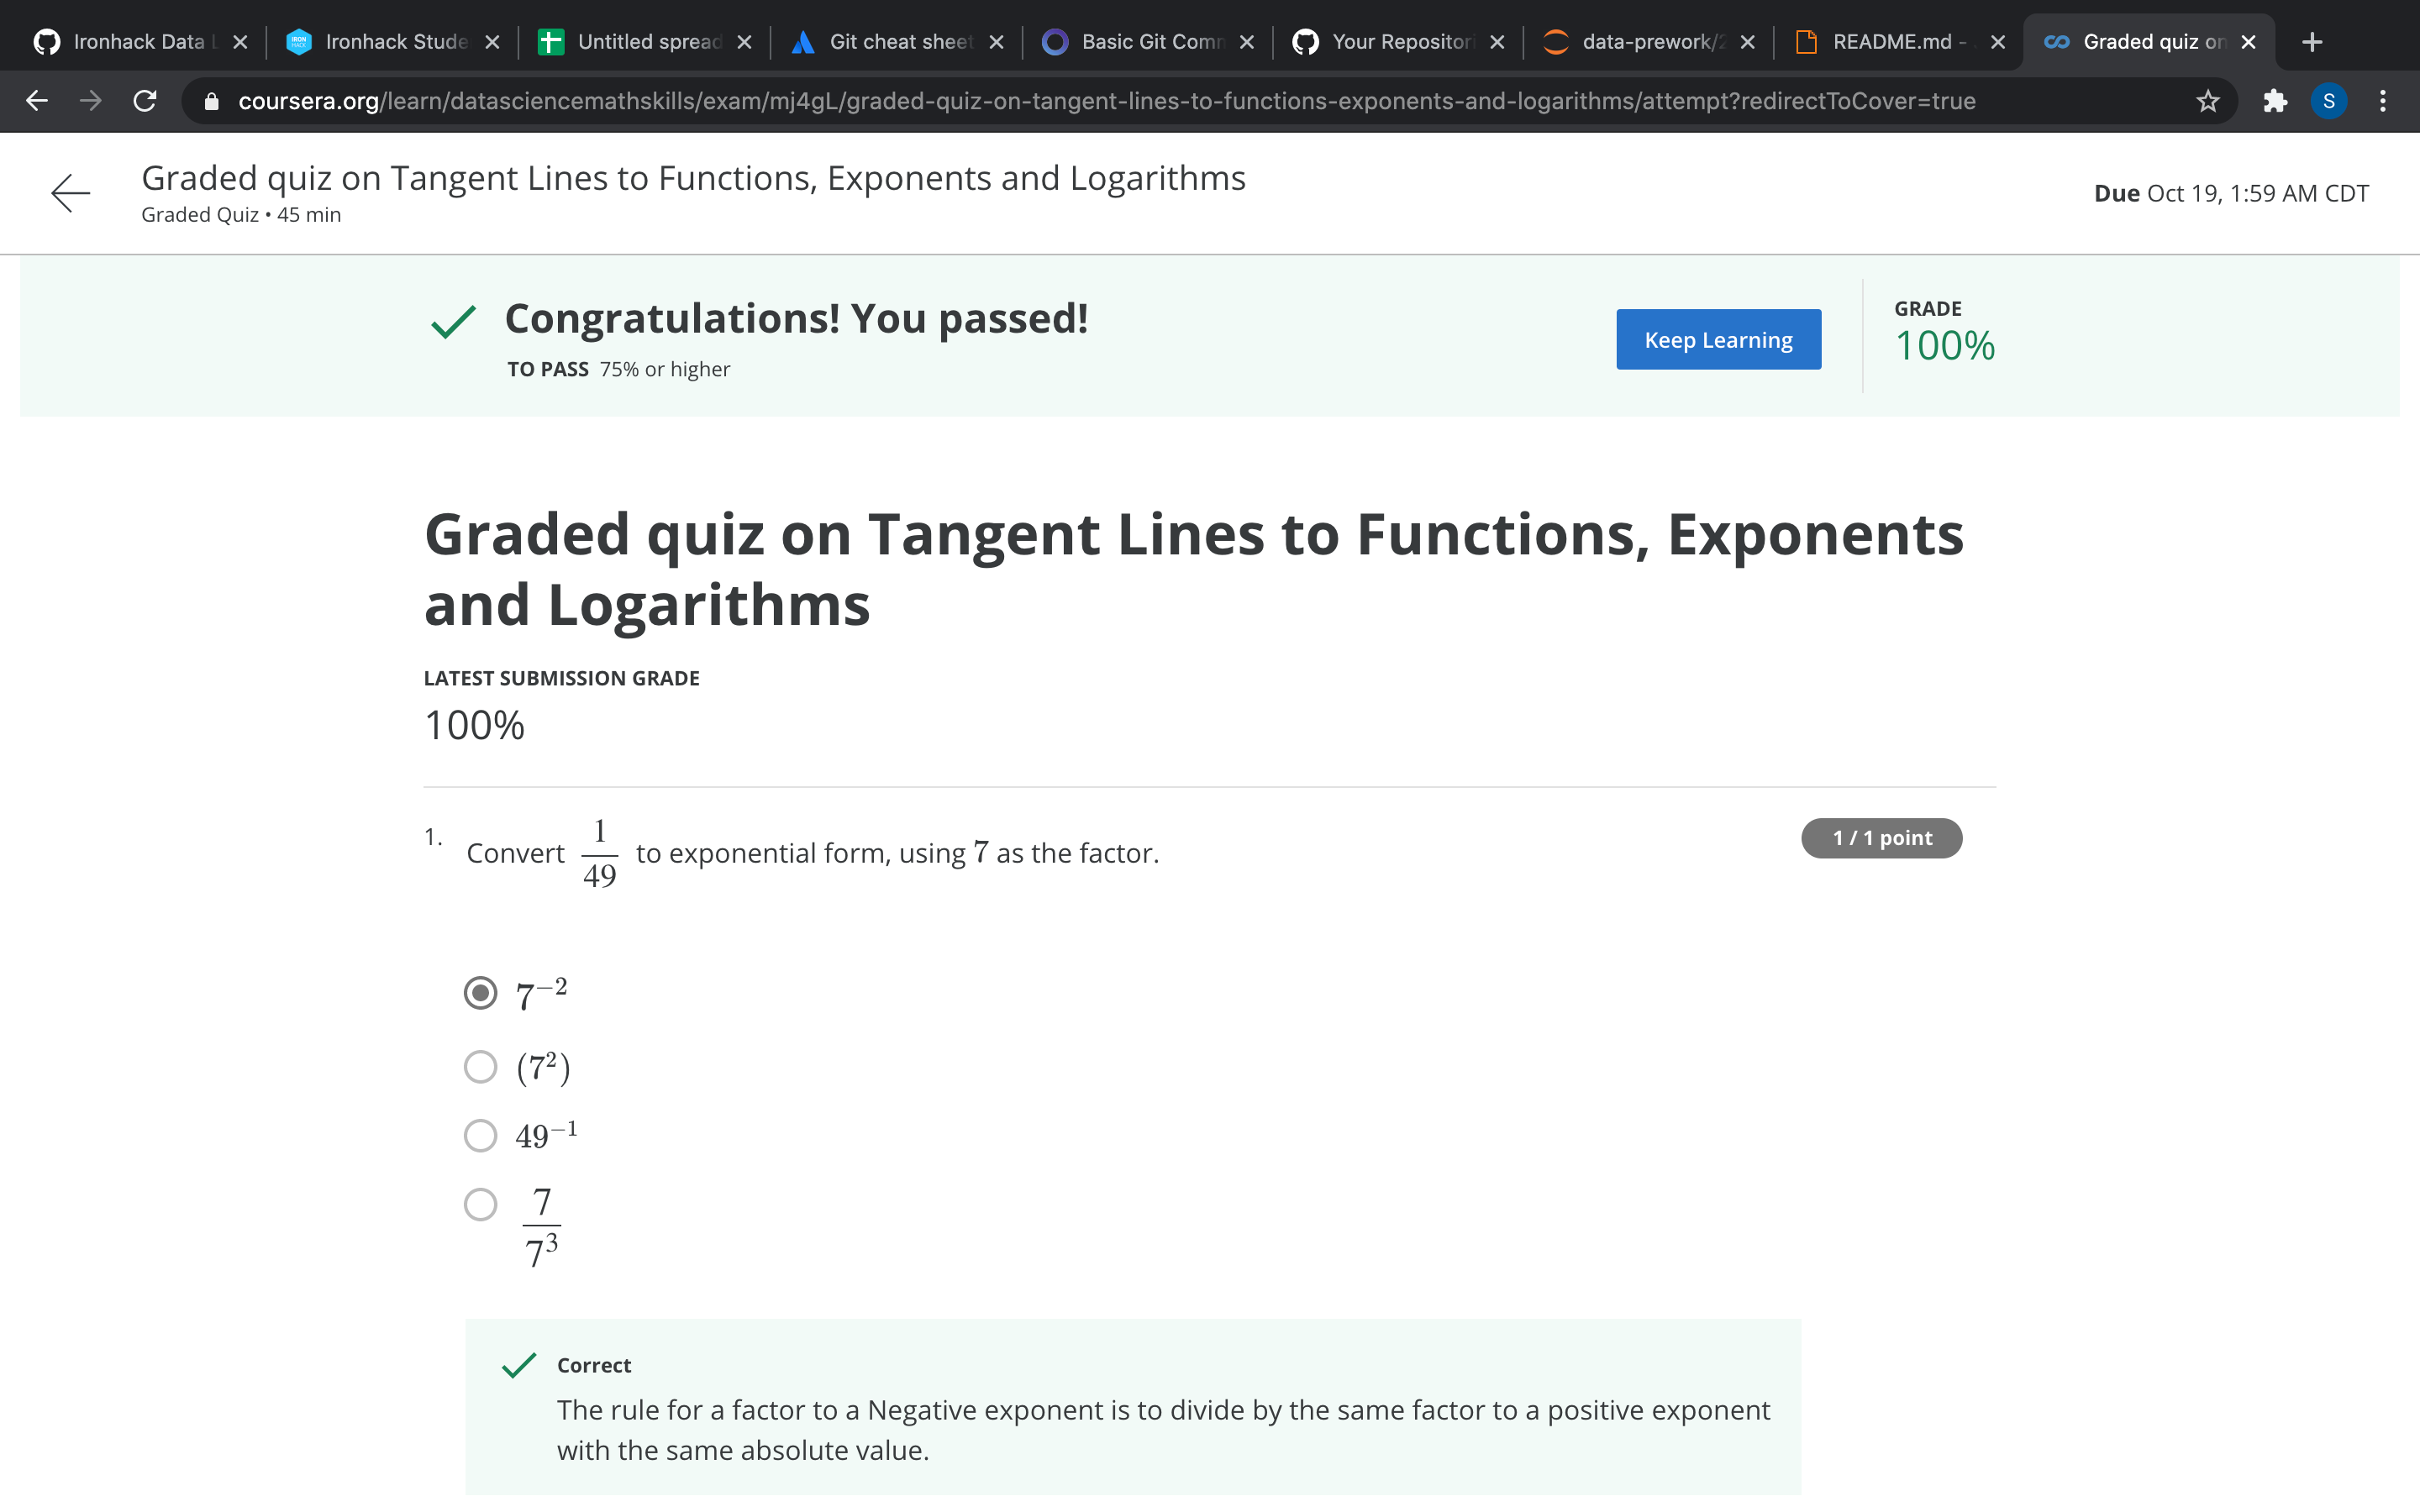 Ironhack Data L
Ironhack Stude
Untitled spread
Git cheat sheet
Basic Git Comm
Your Repositori
data-prework/2
README.md -
Graded quiz on
coursera.org/learn/datasciencemathskills/exam/mj4gL/graded-quiz-on-tangent-lines-to-functions-exponents-and-logarithms/attempt?redirectToCover=true
S
Graded quiz on Tangent Lines to Functions, Exponents and Logarithms
Graded Quiz • 45 min
Due Oct 19, 1:59 AM CDT
Congratulations! You passed!
TO PASS 75% or higher
Keep Learning
GRADE
100%
Graded quiz on Tangent Lines to Functions, Exponents
and Logarithms
LATEST SUBMISSION GRADE
100%
1. Convert 1/49 to exponential form, using 7 as the factor.
1 / 1 point
7⁻²
(7²)
49⁻¹
7/7³
Correct
The rule for a factor to a Negative exponent is to divide by the same factor to a positive exponent
with the same absolute value.